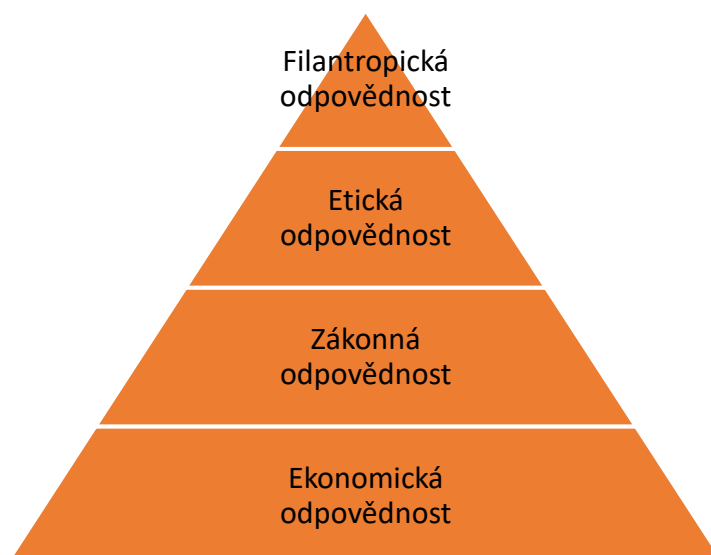 Filantropická
odpovědnost
Etická
odpovědnost
Zákonná
odpovědnost
Ekonomická
odpovědnost